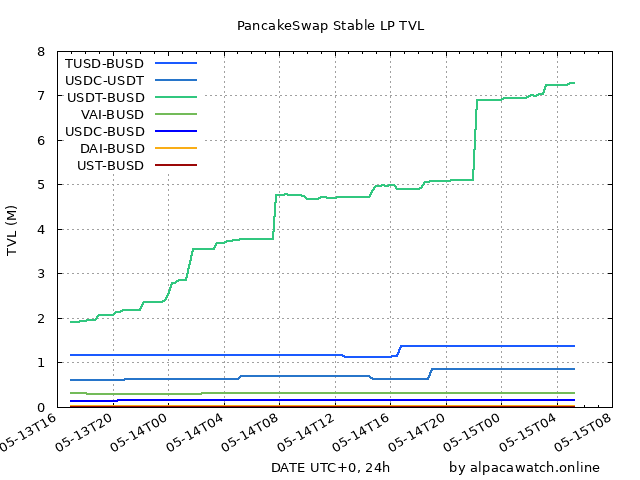 PancakeSwap Stable LP TVL
TUSD-BUSD
USDC-USDT
USDT-BUSD
VAI-BUSD
USDC-BUSD
DAI-BUSD
UST-BUSD
TVL (M)
8
7
6
5
4
3
2
1
0
05-13T16 05-13T20 05-14T00 05-14T04 05-14T08 05-14T12 05-14T16 05-14T20 05-15T00 05-15T04 05-15T08
DATE UTC+0, 24h by alpacawatch.online